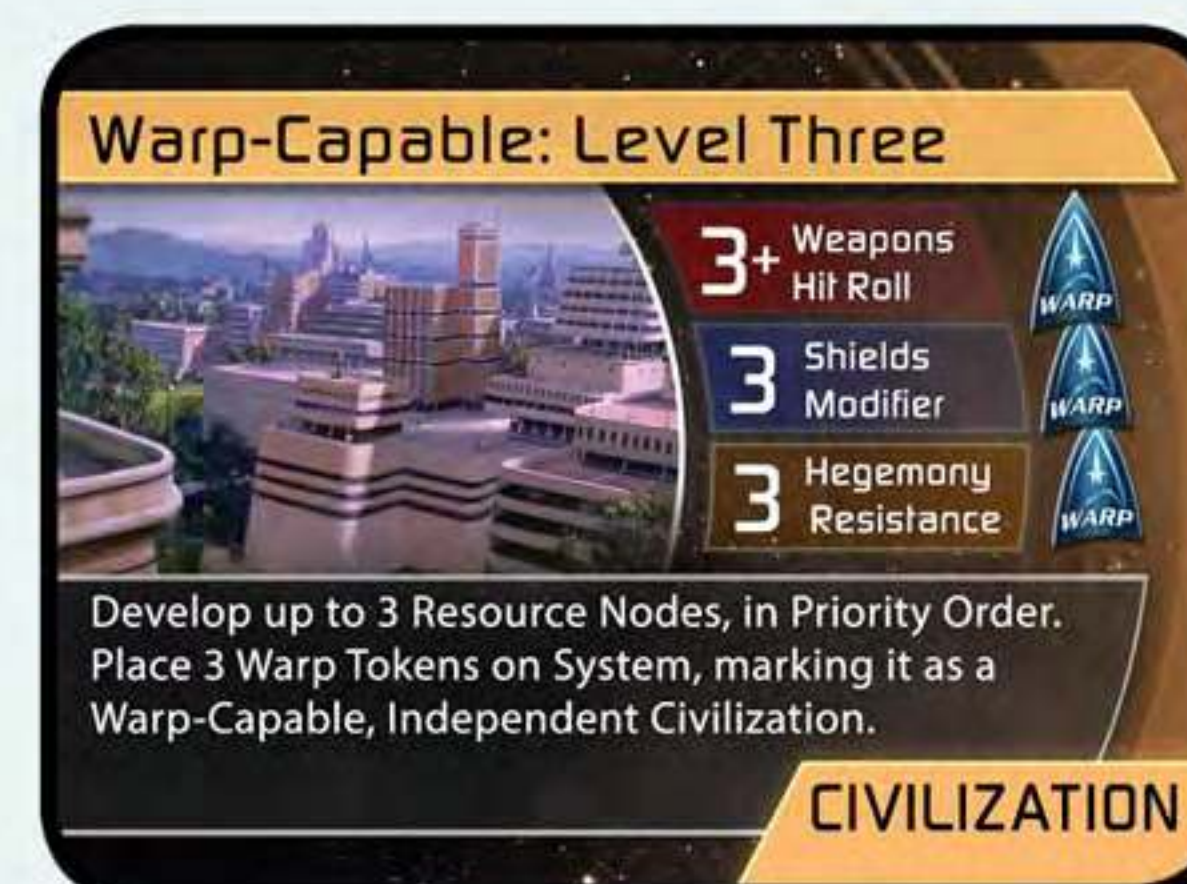 Warp-Capable: Level Three
3+ Weapons
Hit Roll
WARP
3 Shields
Modifier
WARP
3 Hegemony
Resistance
WARP
Develop up to 3 Resource Nodes, in Priority Order.
Place 3 Warp Tokens on System, marking it as a
Warp-Capable, Independent Civilization.
CIVILIZATION